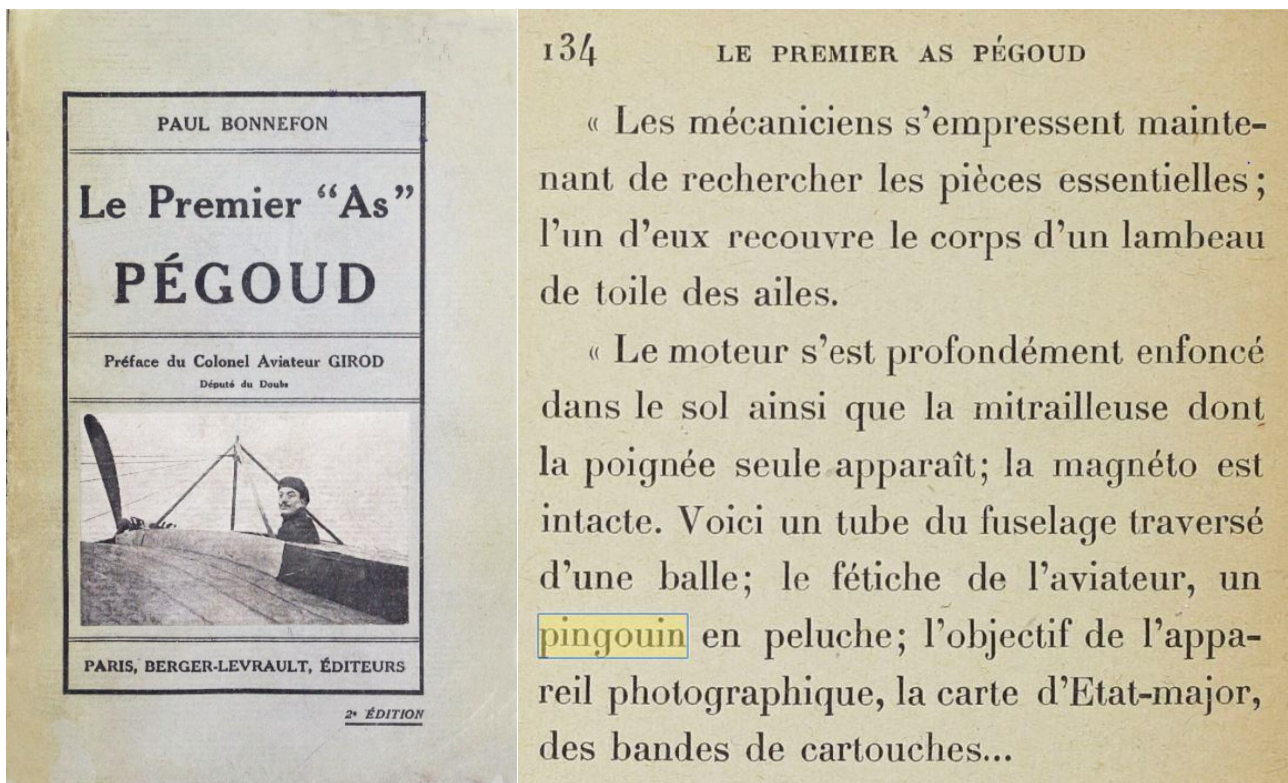 PAUL BONNEFON
Le Premier “As”
PÉGOUD
Préface du Colonel Aviateur GIROD
Député du Doubs
PARIS, BERGER-LEVRAULT, ÉDITEURS
2e ÉDITION
134 LE PREMIER AS PÉGOUD
« Les mécaniciens s’empressent mainte-
nant de rechercher les pièces essentielles ;
l’un d’eux recouvre le corps d’un lambeau
de toile des ailes.
« Le moteur s’est profondément enfoncé
dans le sol ainsi que la mitrailleuse dont
la poignée seule apparaît; la magnéto est
intacte. Voici un tube du fuselage traversé
d’une balle; le fétiche de l’aviateur, un
pingouin en peluche; l’objectif de l’appa-
reil photographique, la carte d’Etat-major,
des bandes de cartouches...